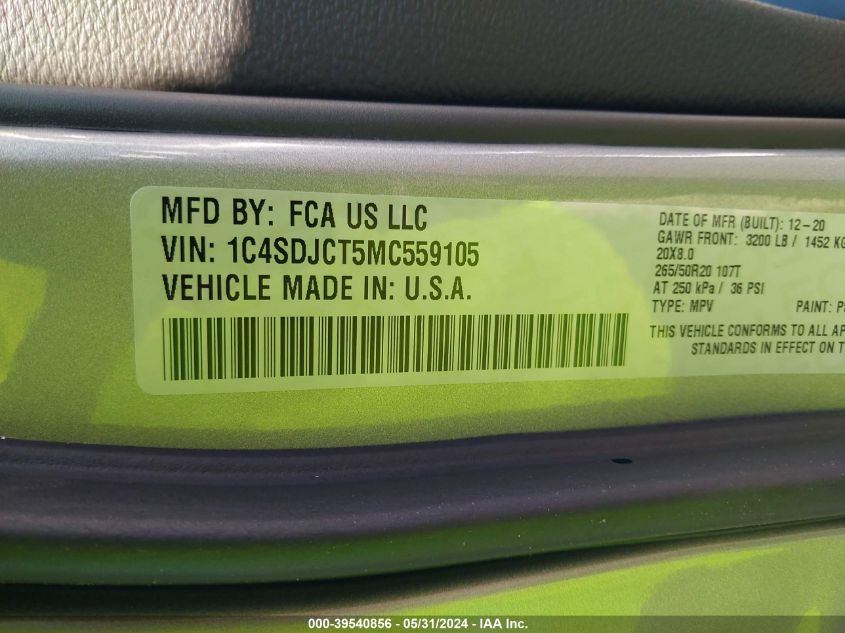 MFD BY: FCA US LLC
VIN: 1C4SDJCT5MC559105
VEHICLE MADE IN: U.S.A.
DATE OF MFR (BUILT): 12-20
GAWR FRONT: 3200 LB / 1452 KG
20X8.0
265/50R20 107T
AT 250 kPa / 36 PSI
TYPE: MPV PAINT:
THIS VEHICLE CONFORMS TO ALL
STANDARDS IN EFFECT ON
000-39540856 - 05/31/2024 - IAA Inc.